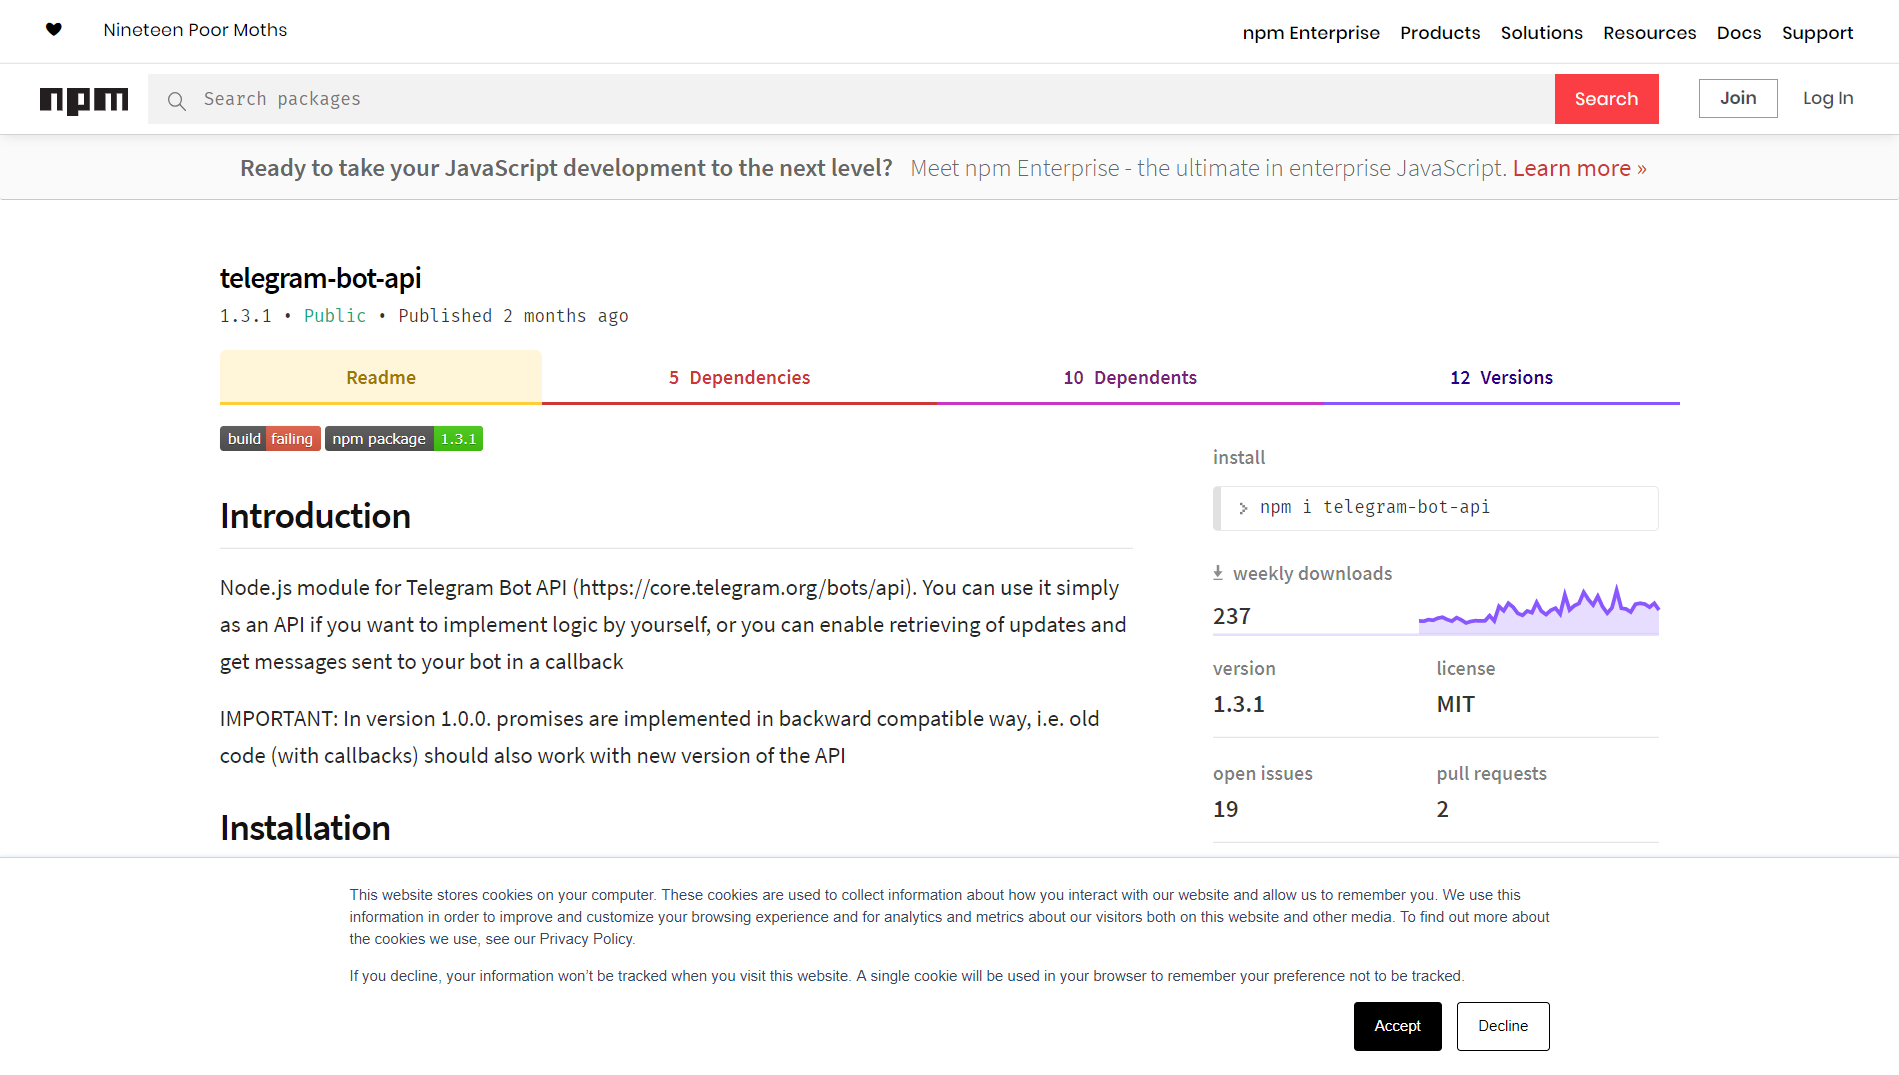 Nineteen Poor Moths
npm Enterprise Products Solutions Resources Docs Support
npm
Search packages
Search
Join
Log In
Ready to take your JavaScript development to the next level? Meet npm Enterprise - the ultimate in enterprise JavaScript. Learn more »
telegram-bot-api
1.3.1 • Public • Published 2 months ago
Readme
5 Dependencies
10 Dependents
12 Versions
build failing npm package 1.3.1
Introduction
Node.js module for Telegram Bot API (https://core.telegram.org/bots/api). You can use it simply
as an API if you want to implement logic by yourself, or you can enable retrieving of updates and
get messages sent to your bot in a callback
IMPORTANT: In version 1.0.0. promises are implemented in backward compatible way, i.e. old
code (with callbacks) should also work with new version of the API
Installation
install
npm i telegram-bot-api
weekly downloads
237
version
1.3.1
license
MIT
open issues
19
pull requests
2
This website stores cookies on your computer. These cookies are used to collect information about how you interact with our website and allow us to remember you. We use this
information in order to improve and customize your browsing experience and for analytics and metrics about our visitors both on this website and other media. To find out more about
the cookies we use, see our Privacy Policy.
If you decline, your information won’t be tracked when you visit this website. A single cookie will be used in your browser to remember your preference not to be tracked.
Accept
Decline